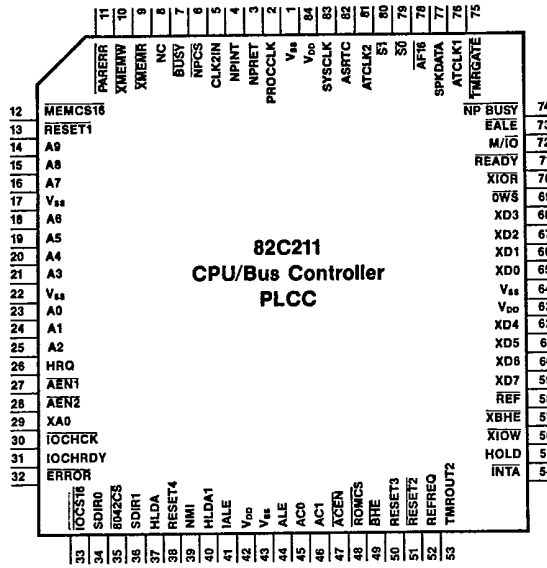 11 10 9 8 7 6 5 4 3 2 1 84 83 82 81 80 79 78 77 76 75
PARERR XMEMW XMEMR NC BUSY NPCS CLK2IN NPINT NPRET PROCCLK Vss VDD SYSCLK ASRTC ATCLK2 S1 S0 AF16 SPKDATA ATCLK1 TMRGATE
12 MEMCS16
13 RESET1
14 A9
15 A8
16 A7
17 Vss
18 A6
19 A5
20 A4
21 A3
22 Vss
23 A0
24 A1
25 A2
26 HRQ
27 AEN1
28 AEN2
29 XA0
30 IOCHCK
31 IOCHRDY
32 ERROR
82C211
CPU/Bus Controller
PLCC
NP BUSY 74
EALE 73
M/IO 72
READY 7
XIOR 70
0WS 69
XD3 68
XD2 67
XD1 66
XD0 65
Vss 64
VDD 63
XD4 62
XD5 6
XD6 60
XD7 59
REF 58
XBHE 57
XIOW 56
HOLD 5
INTA 5
IOCS16 SDIR0 8042CS SDIR1 HLDA RESET4 NMI HLDA1 IALE VDD Vss ALE AC0 AC1 ACEN ROMCS BHE RESET3 RESET2 REFREQ TMROUT2
33 34 35 36 37 38 39 40 41 42 43 44 45 46 47 48 49 50 51 52 53